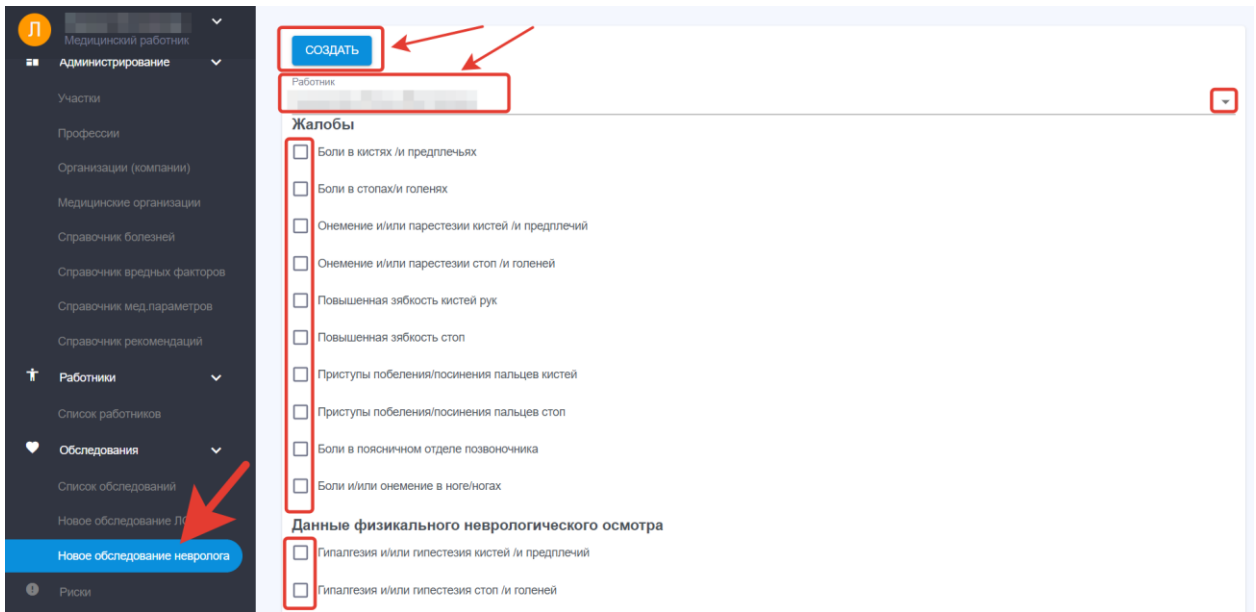 Л
Медицинский работник
Администрирование
Участки
Профессии
Организации (компании)
Медицинские организации
Справочник болезней
Справочник вредных факторов
Справочник мед.параметров
Справочник рекомендаций
Работники
Список работников
Обследования
Список обследований
Новое обследование
Новое обследование невролога
Риски
СОЗДАТЬ
Работник
Жалобы
Боли в кистях /и предплечьях
Боли в стопах/и голенях
Онемение и/или парестезии кистей /и предплечий
Онемение и/или парестезии стоп /и голеней
Повышенная зябкость кистей рук
Повышенная зябкость стоп
Приступы побеления/посинения пальцев кистей
Приступы побеления/посинения пальцев стоп
Боли в поясничном отделе позвоночника
Боли и/или онемение в ноге/ногах
Данные физикального неврологического осмотра
Гипалгезия и/или гипестезия кистей /и предплечий
Гипалгезия и/или гипестезия стоп /и голеней